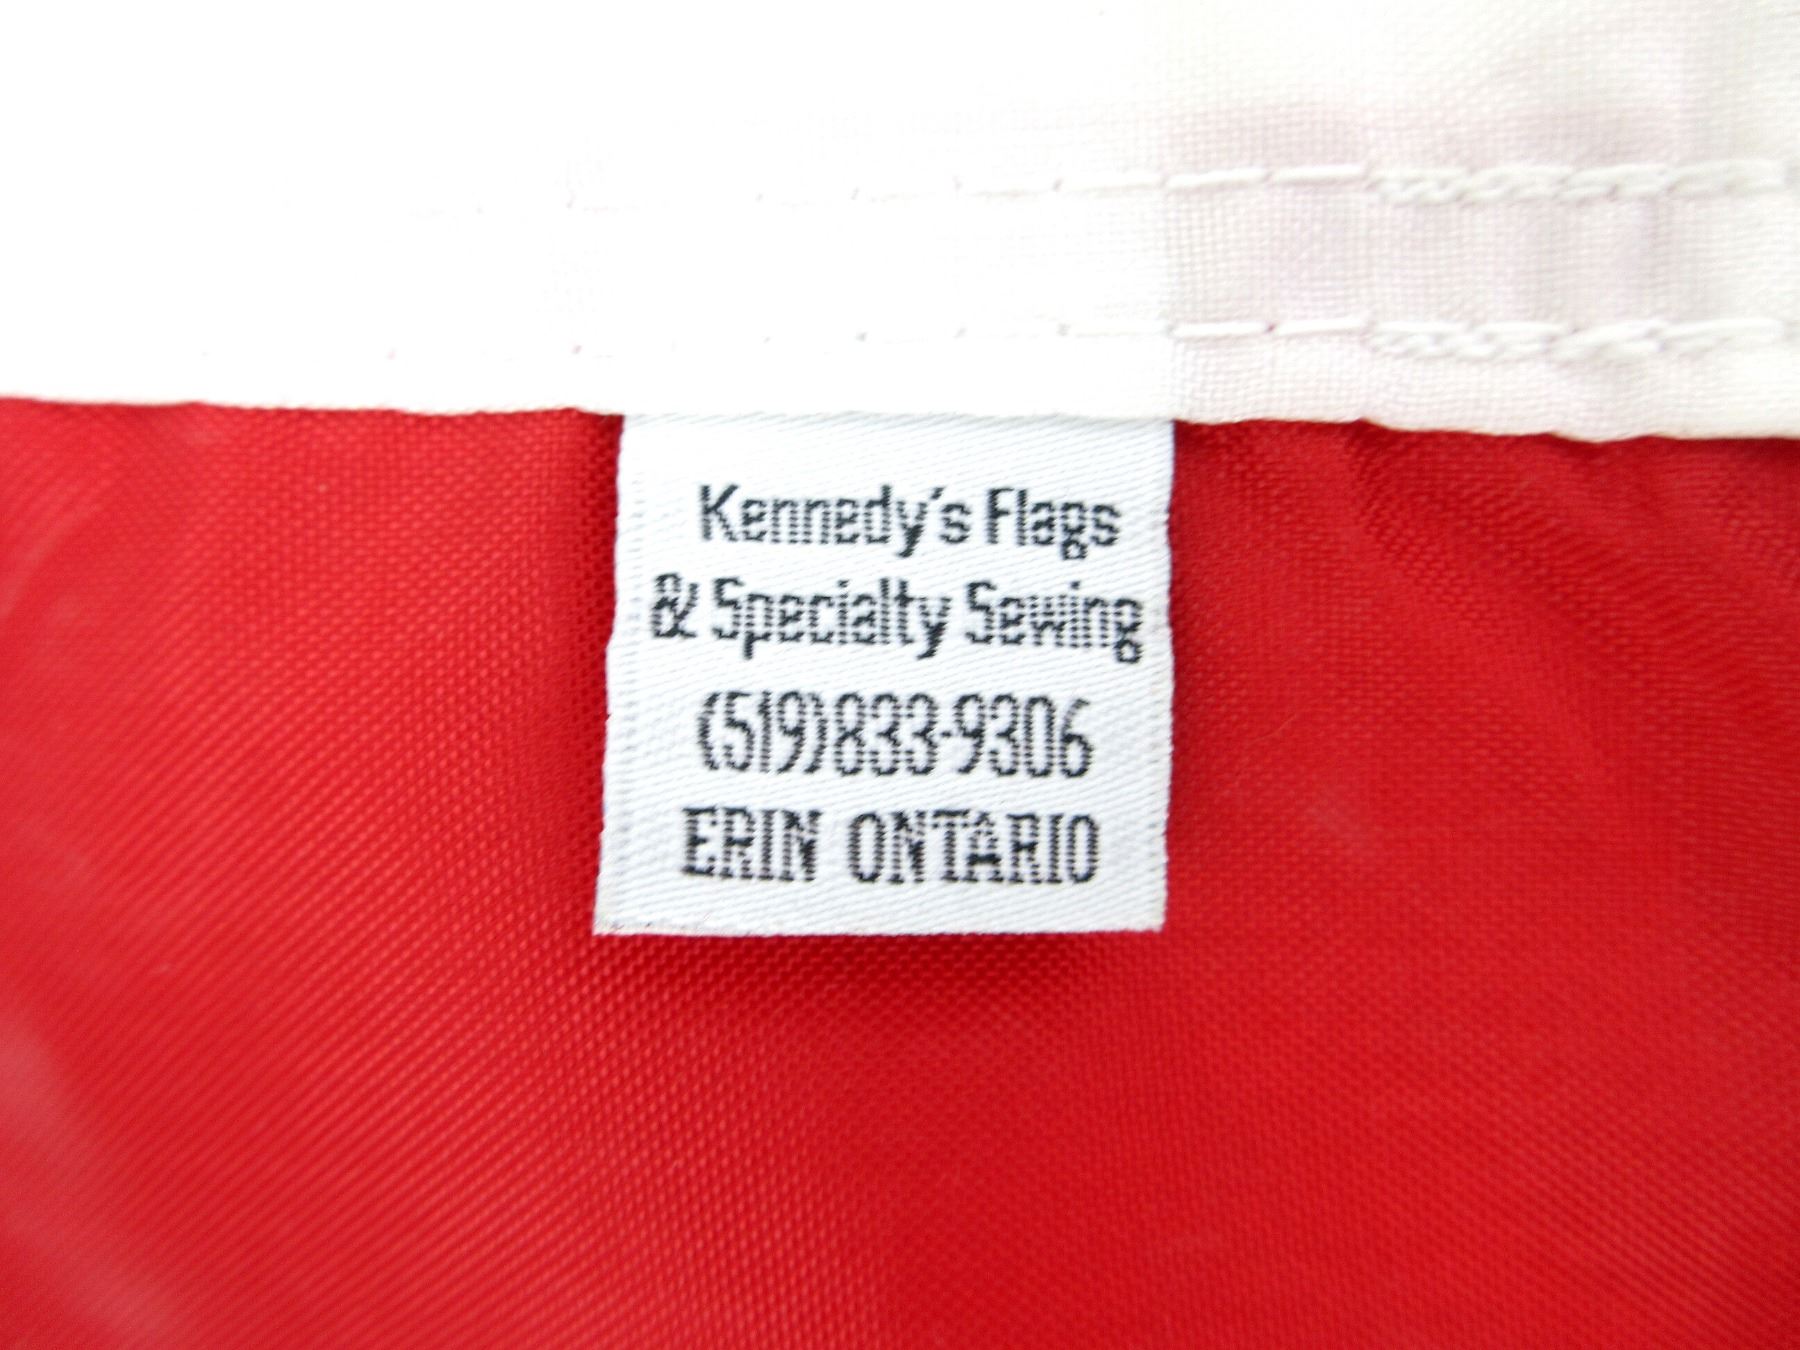 Kennedy's Flags
& Specialty Sewing
(519)833-9306
ERIN ONTARIO